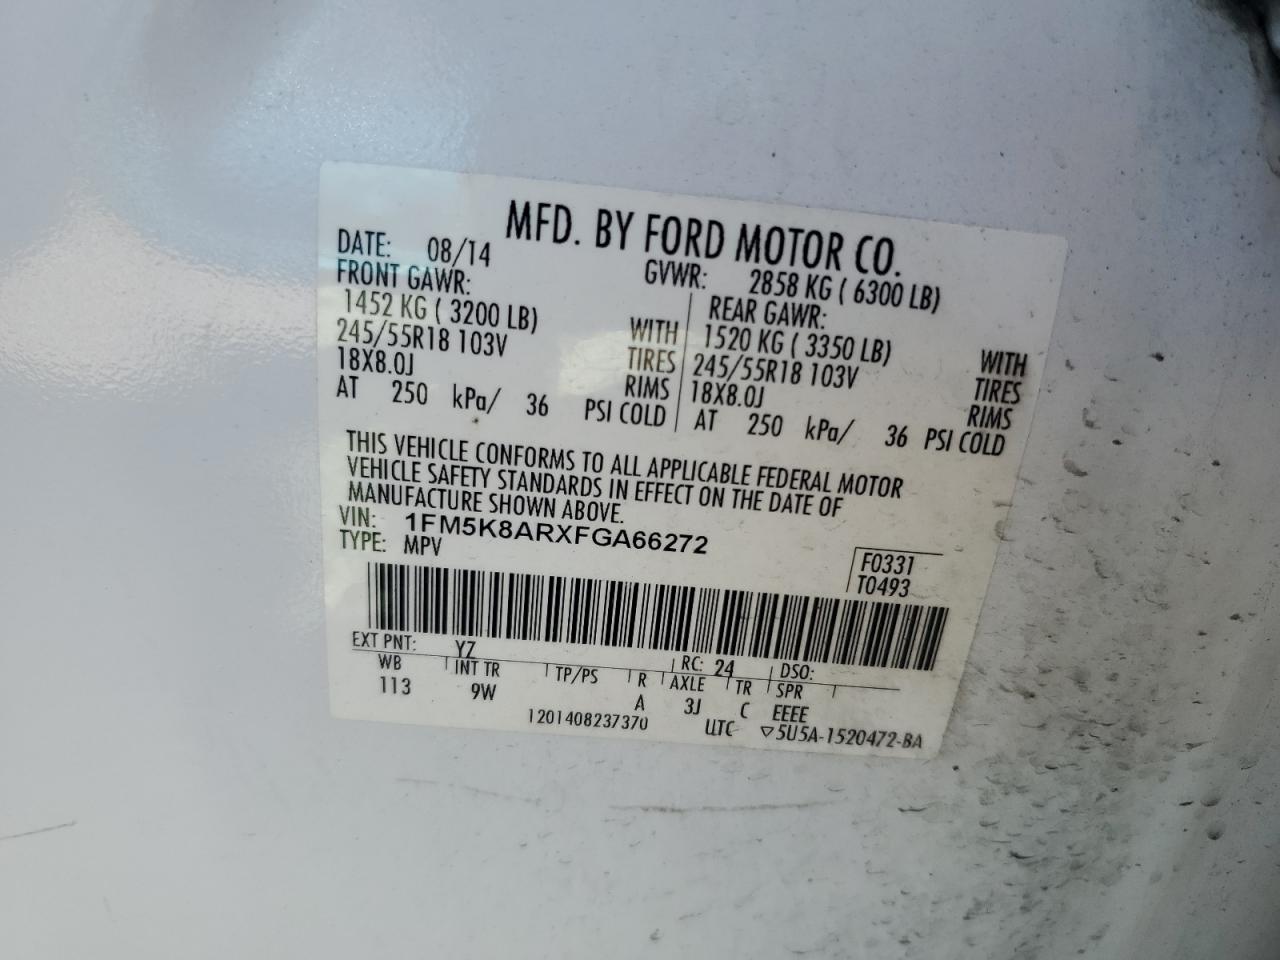 MFD. BY FORD MOTOR CO.
DATE: 08/14 GVWR: 2858 KG ( 6300 LB)
FRONT GAWR: REAR GAWR:
1452 KG ( 3200 LB) WITH 1520 KG ( 3350 LB) WITH
245/55R18 103V TIRES 245/55R18 103V TIRES
18X8.0J RIMS 18X8.0J RIMS
AT 250 kPa/ 36 PSI COLD AT 250 kPa/ 36 PSI COLD
THIS VEHICLE CONFORMS TO ALL APPLICABLE FEDERAL MOTOR
VEHICLE SAFETY STANDARDS IN EFFECT ON THE DATE OF
MANUFACTURE SHOWN ABOVE.
VIN: 1FM5K8ARXFGA66272
TYPE: MPV
F0331
T0493
EXT PNT: YZ RC: 24 DSO:
WB INT TR TP/PS R AXLE TR SPR
113 9W A 3J C EEEE
1201408237370 UTC ▽5U5A-1520472-BA